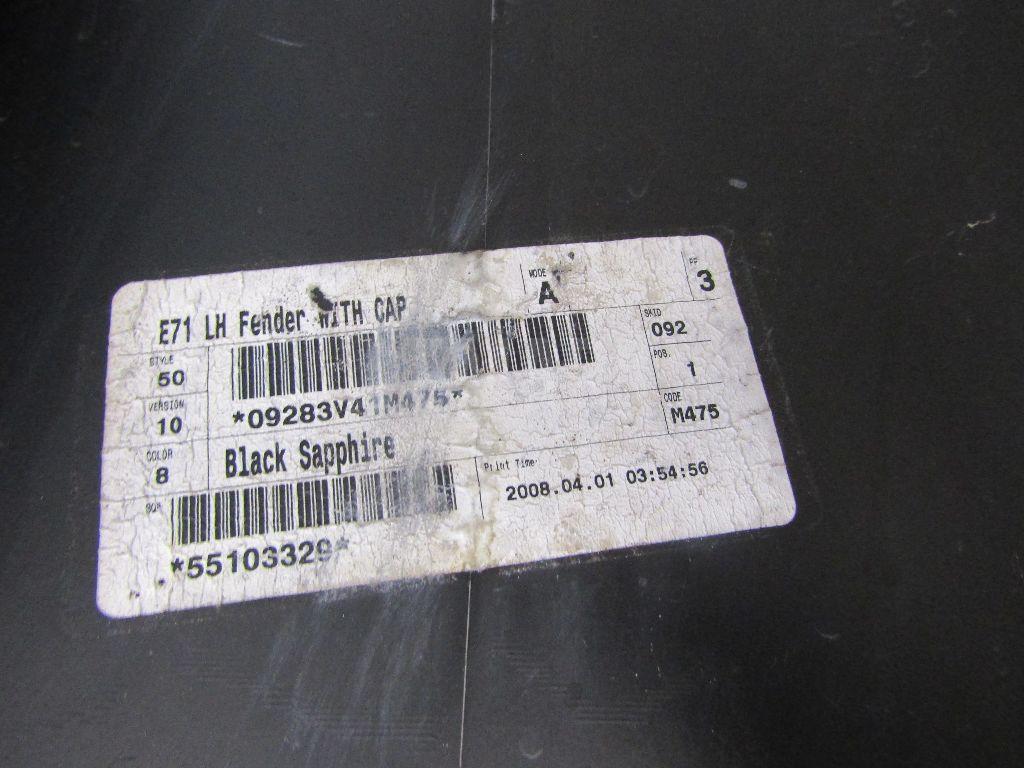 E71 LH Fender WITH CAP
MODE
A
PF
3
STYLE
50
SKID
092
VERSION
10
*09283V41M475*
POS.
1
COLOR
8
Black Sapphire
CODE
M475
Print Time
2008.04.01 03:54:56
*55103329*